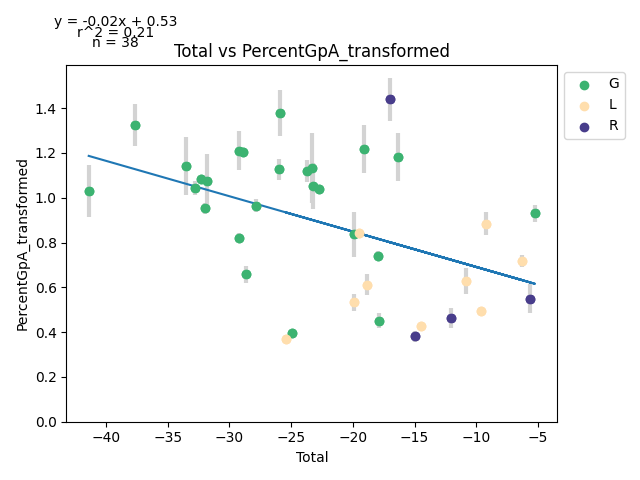 y = -0.02x + 0.53
r^2 = 0.21
n = 38
Total vs PercentGpA_transformed
G
L
R
PercentGpA_transformed
1.4
1.2
1.0
0.8
0.6
0.4
0.2
0.0
−40 −35 −30 −25 −20 −15 −10 −5
Total